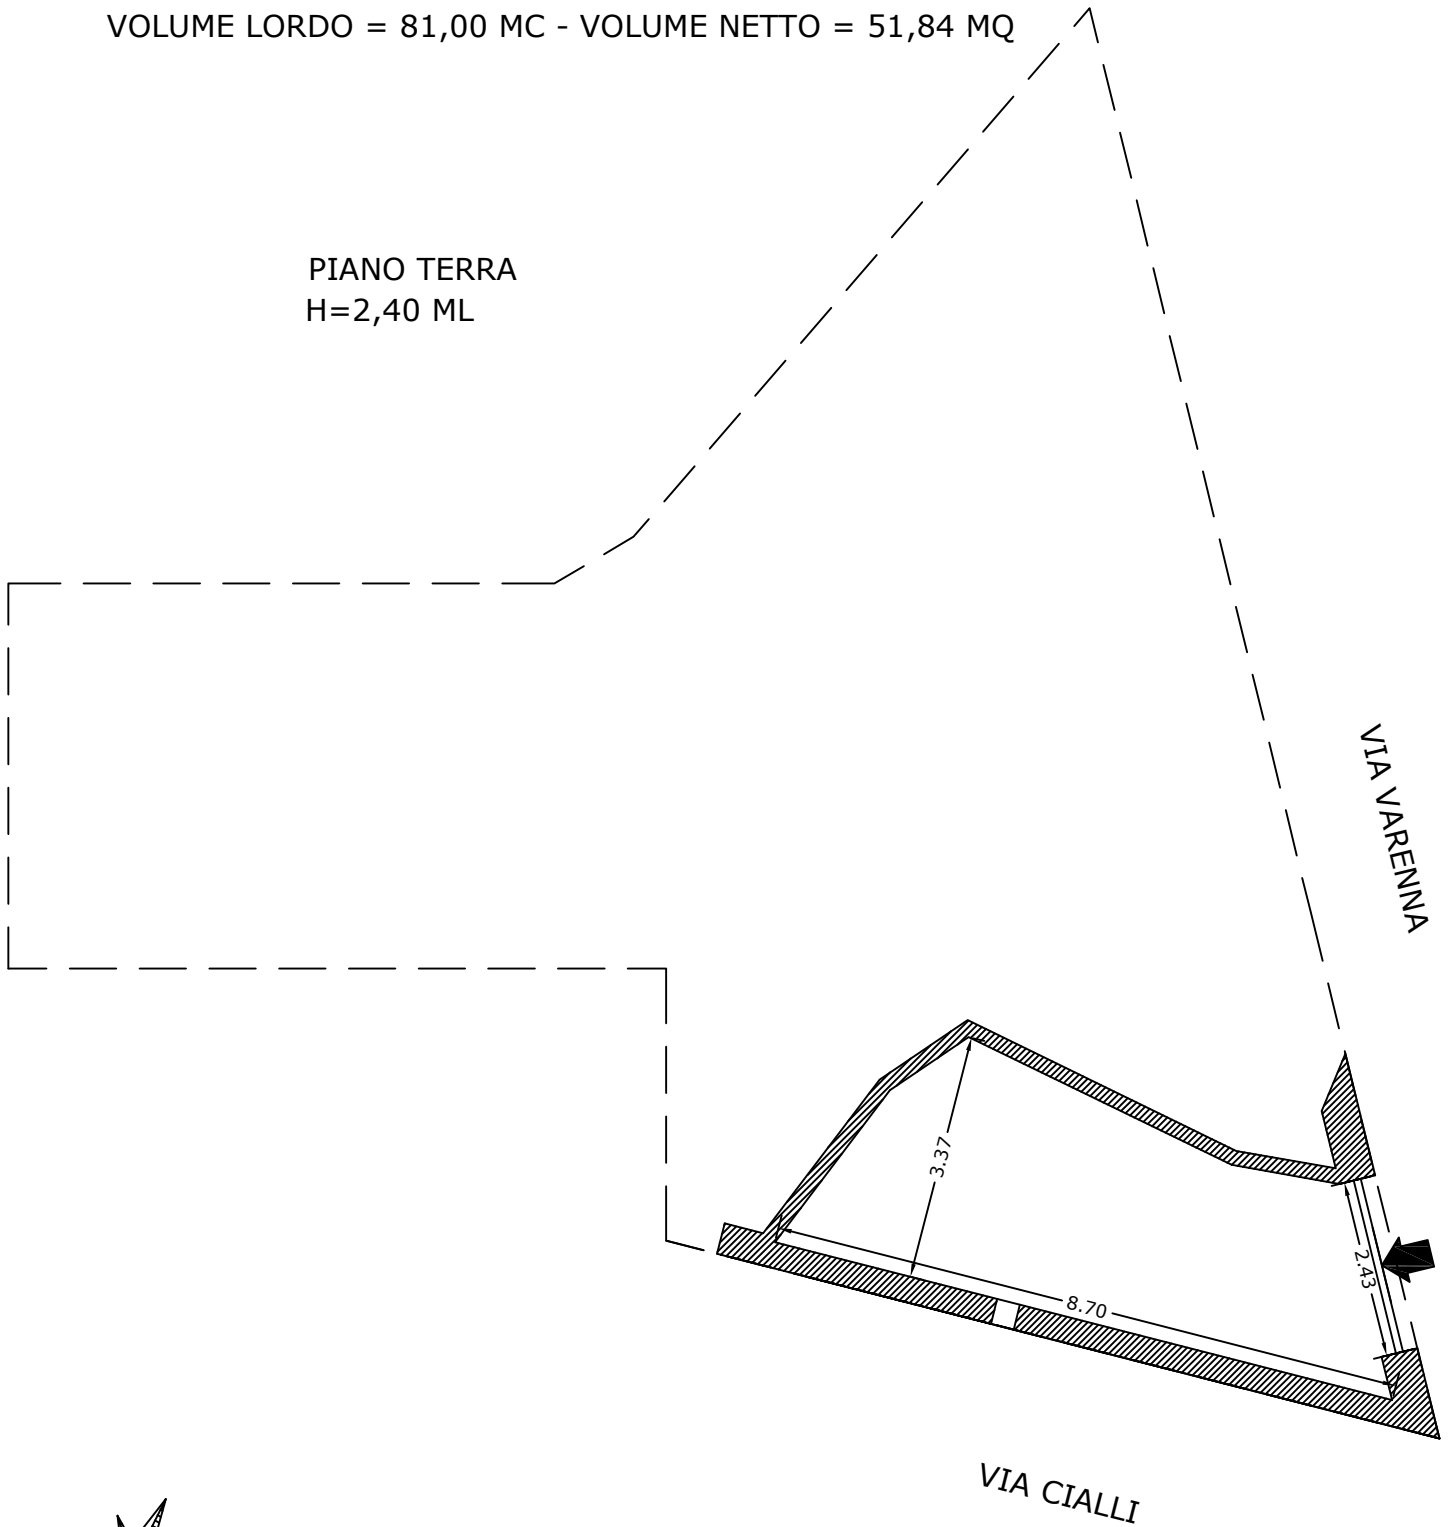 VOLUME LORDO = 81,00 MC - VOLUME NETTO = 51,84 MQ
PIANO TERRA
H=2,40 ML
VIA VARENNA
3.37
2.43
8.70
VIA CIALLI